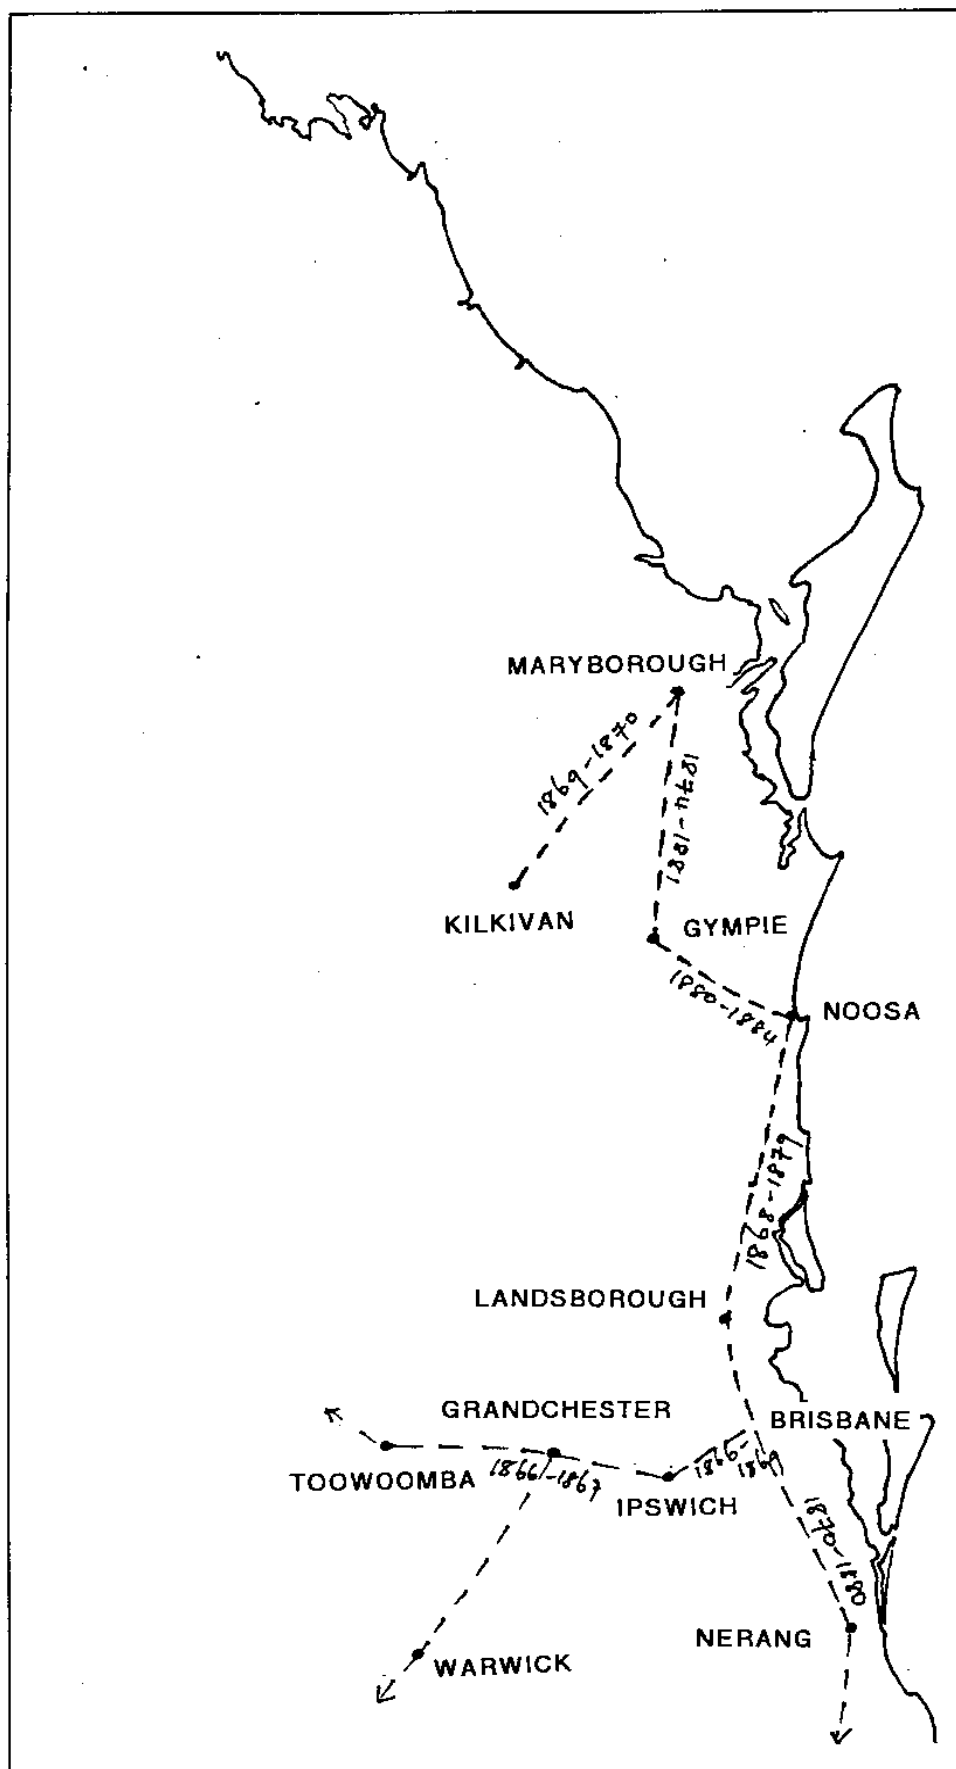 MARYBOROUGH
1869-1870
1874-1881
KILKIVAN
GYMPIE
1880-1884
NOOSA
1868-1879
LANDSBOROUGH
GRANDCHESTER
BRISBANE
TOOWOOMBA
1866-1867
1866-
1869
IPSWICH
1870-1880
NERANG
WARWICK